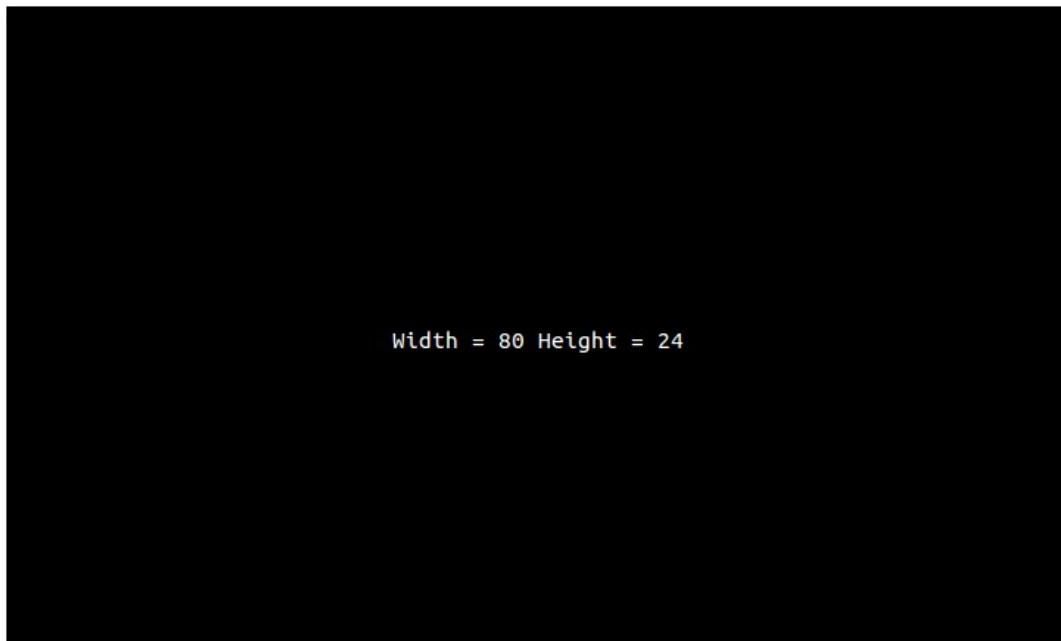 Width = 80 Height = 24